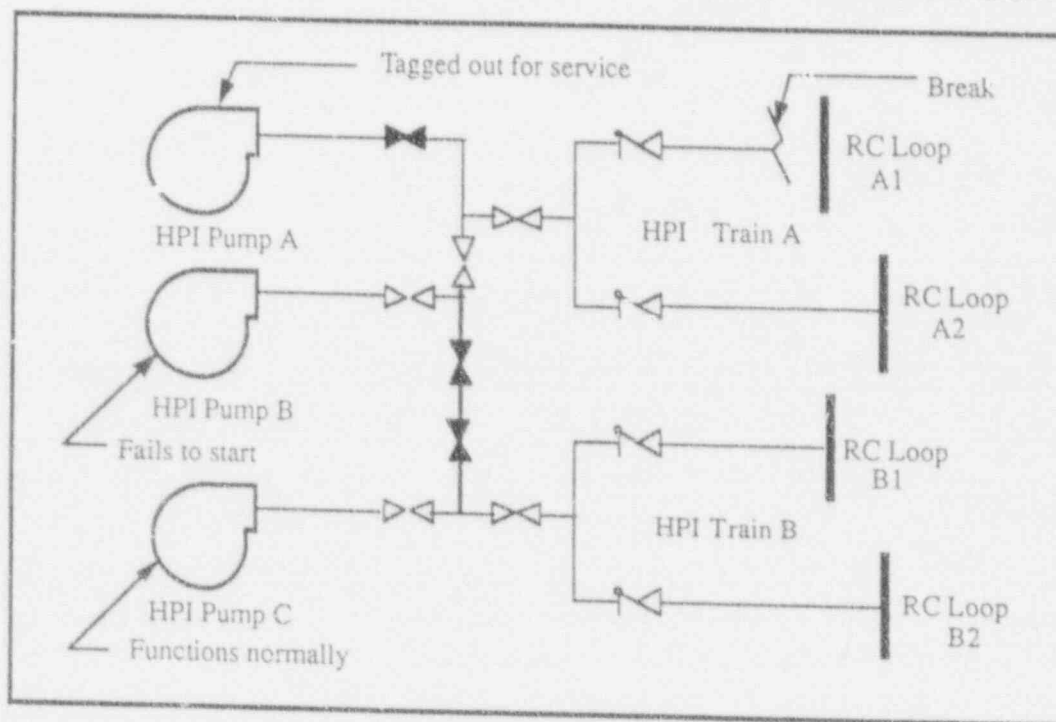 Tagged out for service
Break
RC Loop
A1
HPI Pump A
HPI Train A
RC Loop
A2
HPI Pump B
Fails to start
RC Loop
B1
HPI Train B
HPI Pump C
Functions normally
RC Loop
B2